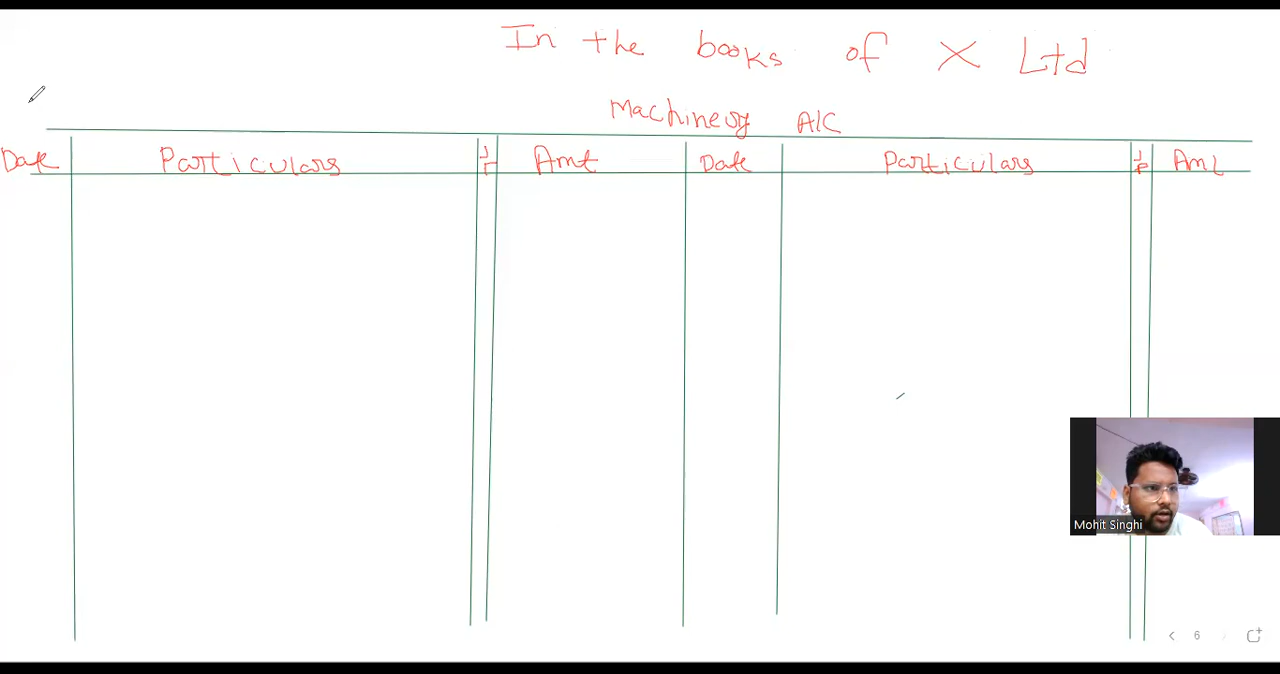 In the books of X Ltd
Machinery A/C
Date Particulars J F Amt Date Particulars J F Amt
Mohit Singhi
6